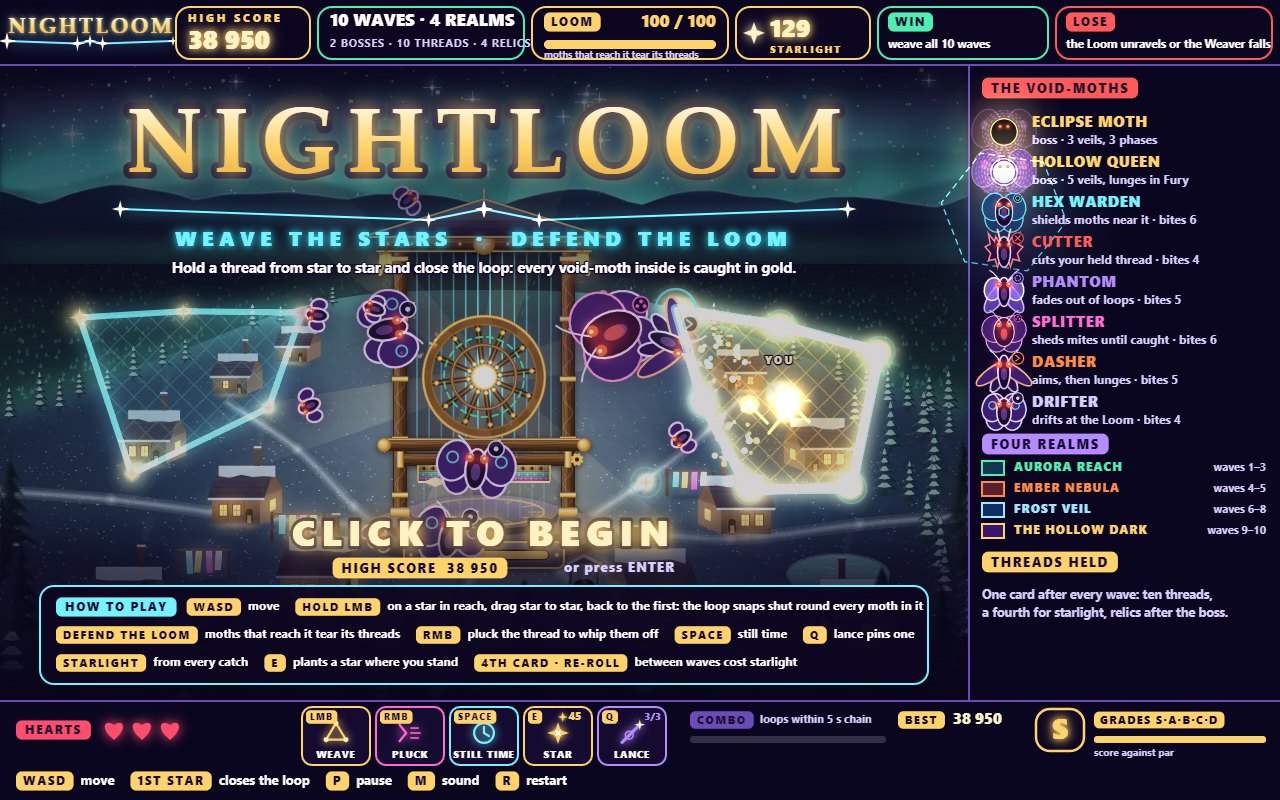 NIGHTLOOM
HIGH SCORE
38 950
10 WAVES · 4 REALMS
2 BOSSES · 10 THREADS · 4 RELICS
LOOM 100 / 100
moths that reach it tear its threads
129
STARLIGHT
WIN
weave all 10 waves
LOSE
the Loom unravels or the Weaver falls
NIGHTLOOM
WEAVE THE STARS · DEFEND THE LOOM
Hold a thread from star to star and close the loop: every void-moth inside is caught in gold.
YOU
CLICK TO BEGIN
HIGH SCORE 38 950
or press ENTER
HOW TO PLAY WASD move HOLD LMB on a star in reach, drag star to star, back to the first: the loop snaps shut round every moth in it
DEFEND THE LOOM moths that reach it tear its threads RMB pluck the thread to whip them off SPACE still time Q lance pins one
STARLIGHT from every catch E plants a star where you stand 4TH CARD · RE-ROLL between waves cost starlight
THE VOID-MOTHS
ECLIPSE MOTH
boss · 3 veils, 3 phases
HOLLOW QUEEN
boss · 5 veils, lunges in Fury
HEX WARDEN
shields moths near it · bites 6
CUTTER
cuts your held thread · bites 4
PHANTOM
fades out of loops · bites 5
SPLITTER
sheds mites until caught · bites 6
DASHER
aims, then lunges · bites 5
DRIFTER
drifts at the Loom · bites 4
FOUR REALMS
AURORA REACH waves 1–3
EMBER NEBULA waves 4–5
FROST VEIL waves 6–8
THE HOLLOW DARK waves 9–10
THREADS HELD
One card after every wave: ten threads,
a fourth for starlight, relics after the boss.
HEARTS
LMB
WEAVE
RMB
PLUCK
SPACE
STILL TIME
E 45
STAR
Q 3/3
LANCE
COMBO loops within 5 s chain
BEST 38 950
S
GRADES S·A·B·C·D
score against par
WASD move 1ST STAR closes the loop P pause M sound R restart